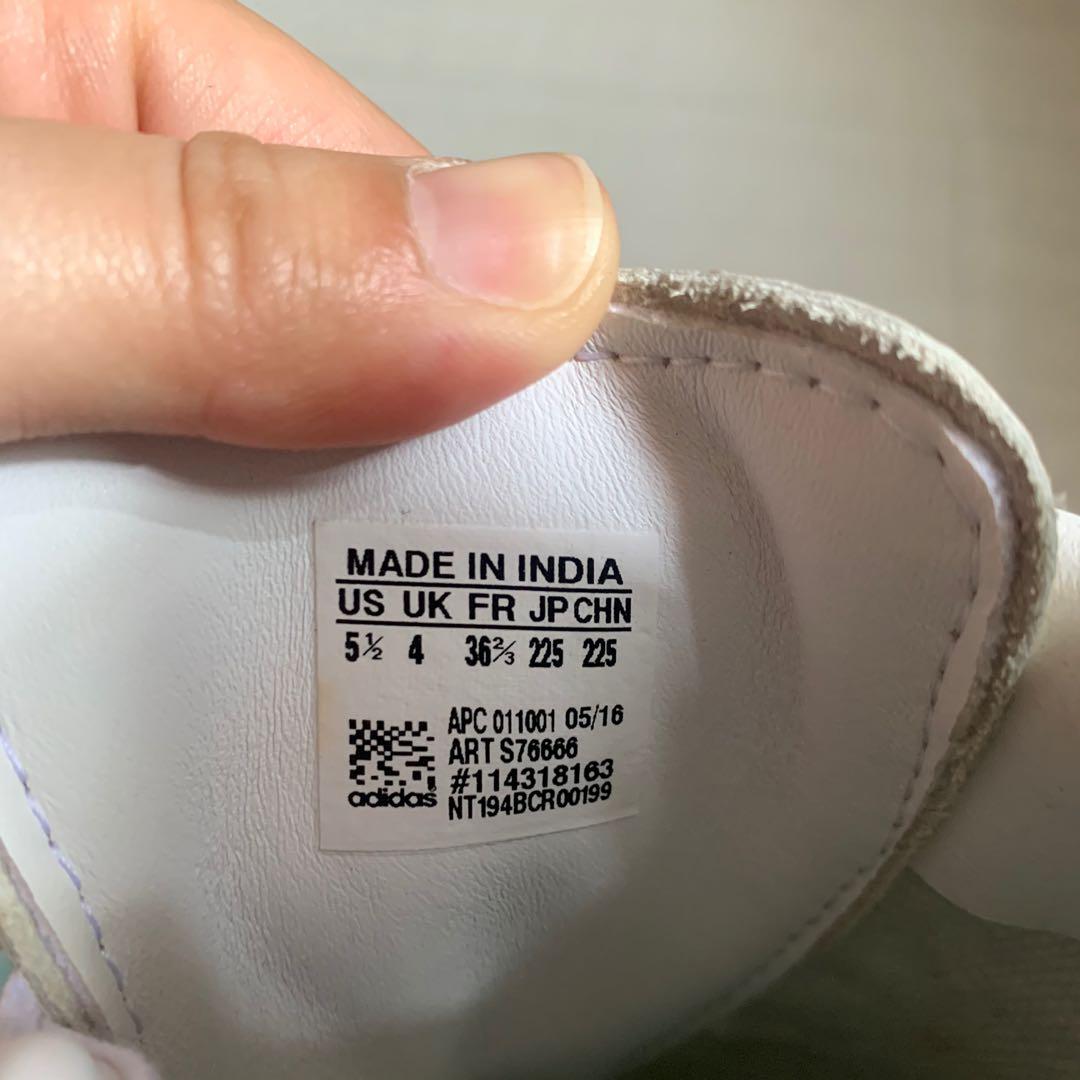 MADE IN INDIA
US UK FR JP CHN
5½ 4 36⅔ 225 225
APC 011001 05/16
ART S76666
#114318163
adidas NT194BCR00199